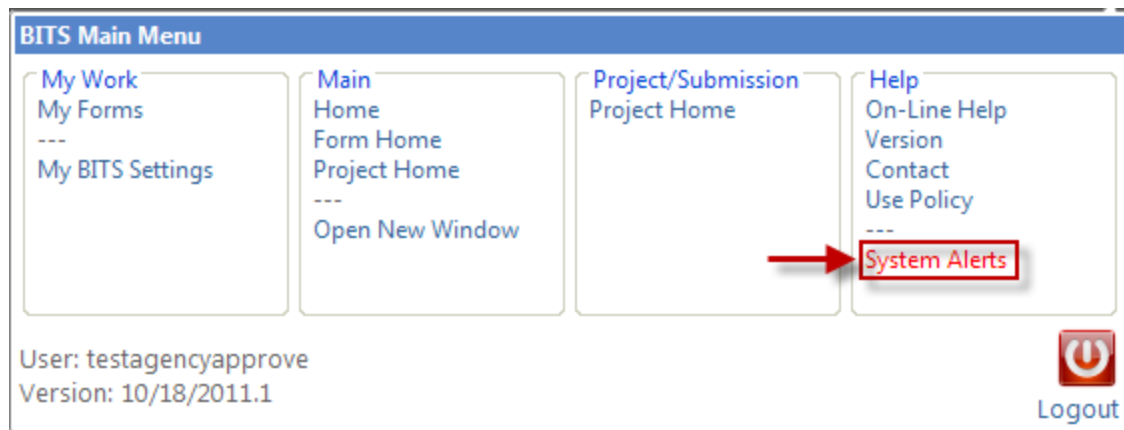 BITS Main Menu
My Work
My Forms
---
My BITS Settings
Main
Home
Form Home
Project Home
---
Open New Window
Project/Submission
Project Home
Help
On-Line Help
Version
Contact
Use Policy
---
System Alerts
User: testagencyapprove
Version: 10/18/2011.1
Logout